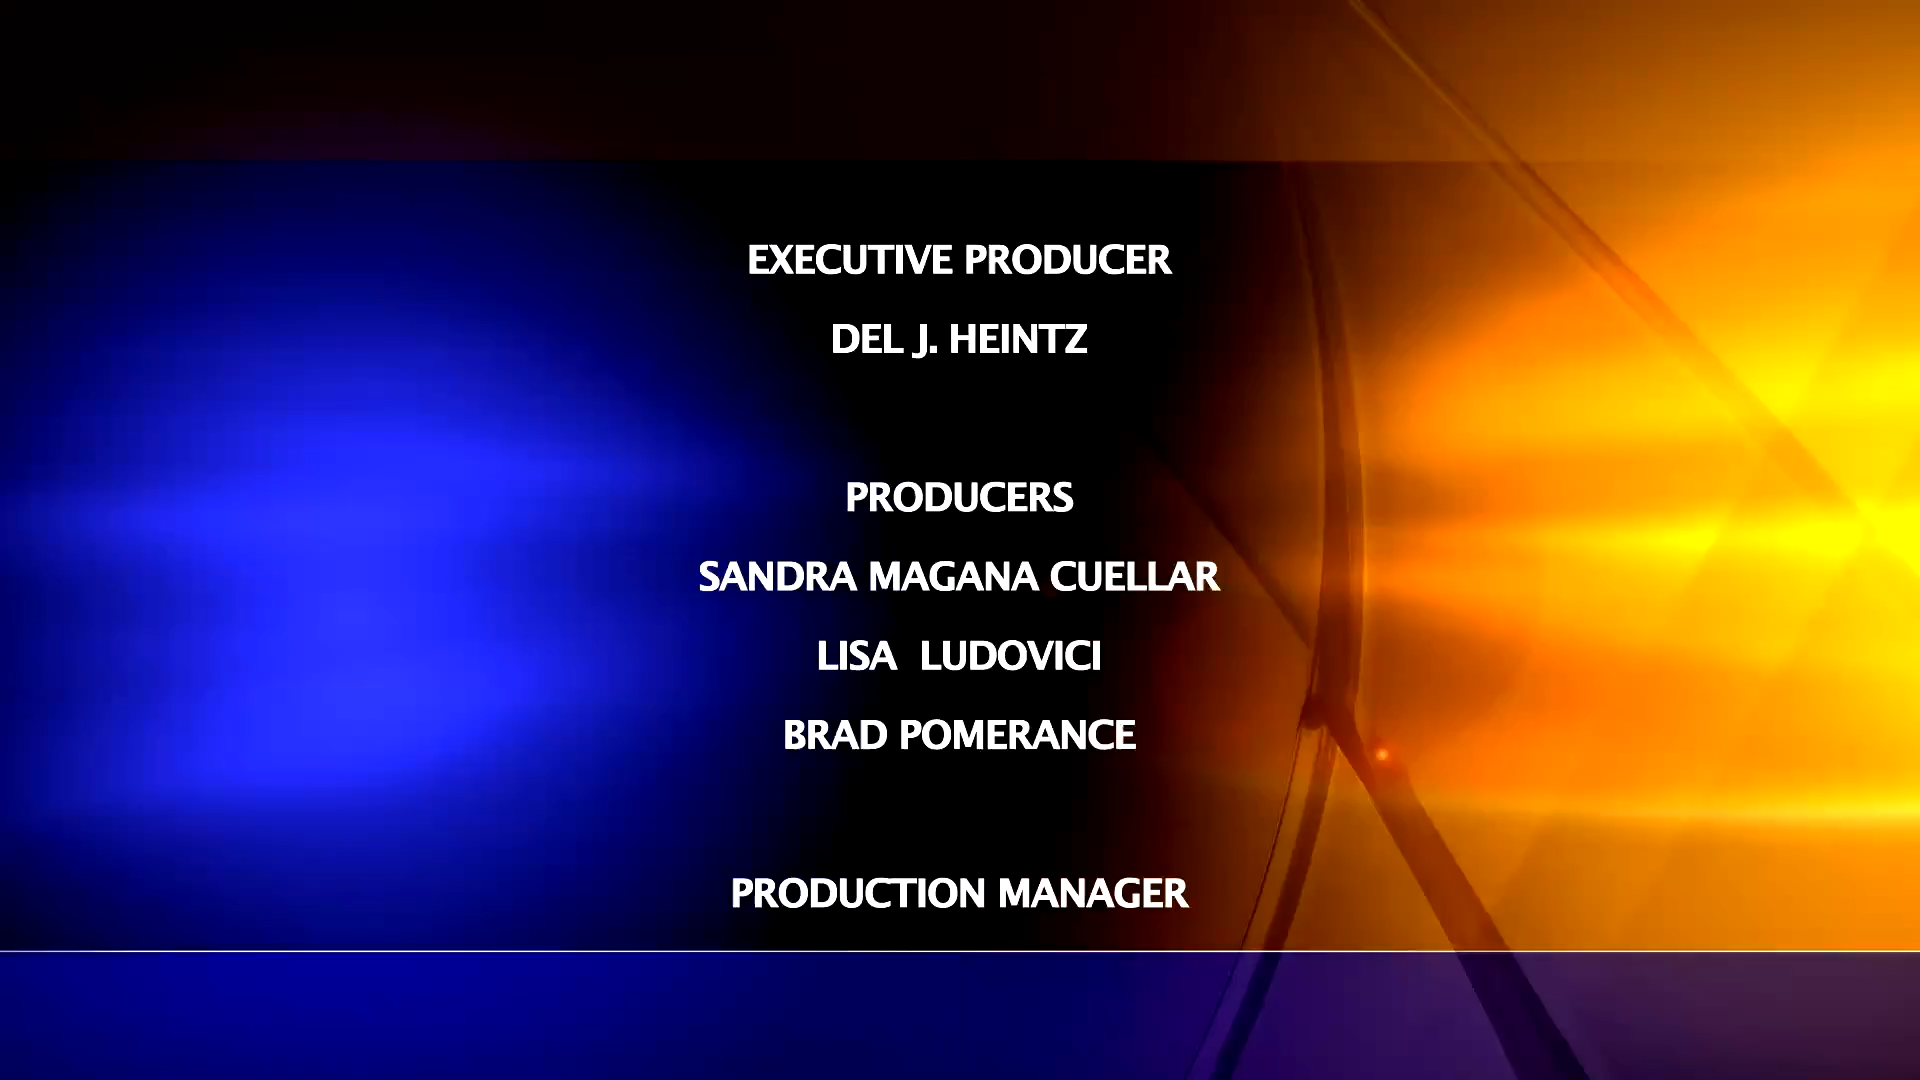 EXECUTIVE PRODUCER
DEL J. HEINTZ
PRODUCERS
SANDRA MAGANA CUELLAR
LISA  LUDOVICI
BRAD POMERANCE
PRODUCTION MANAGER